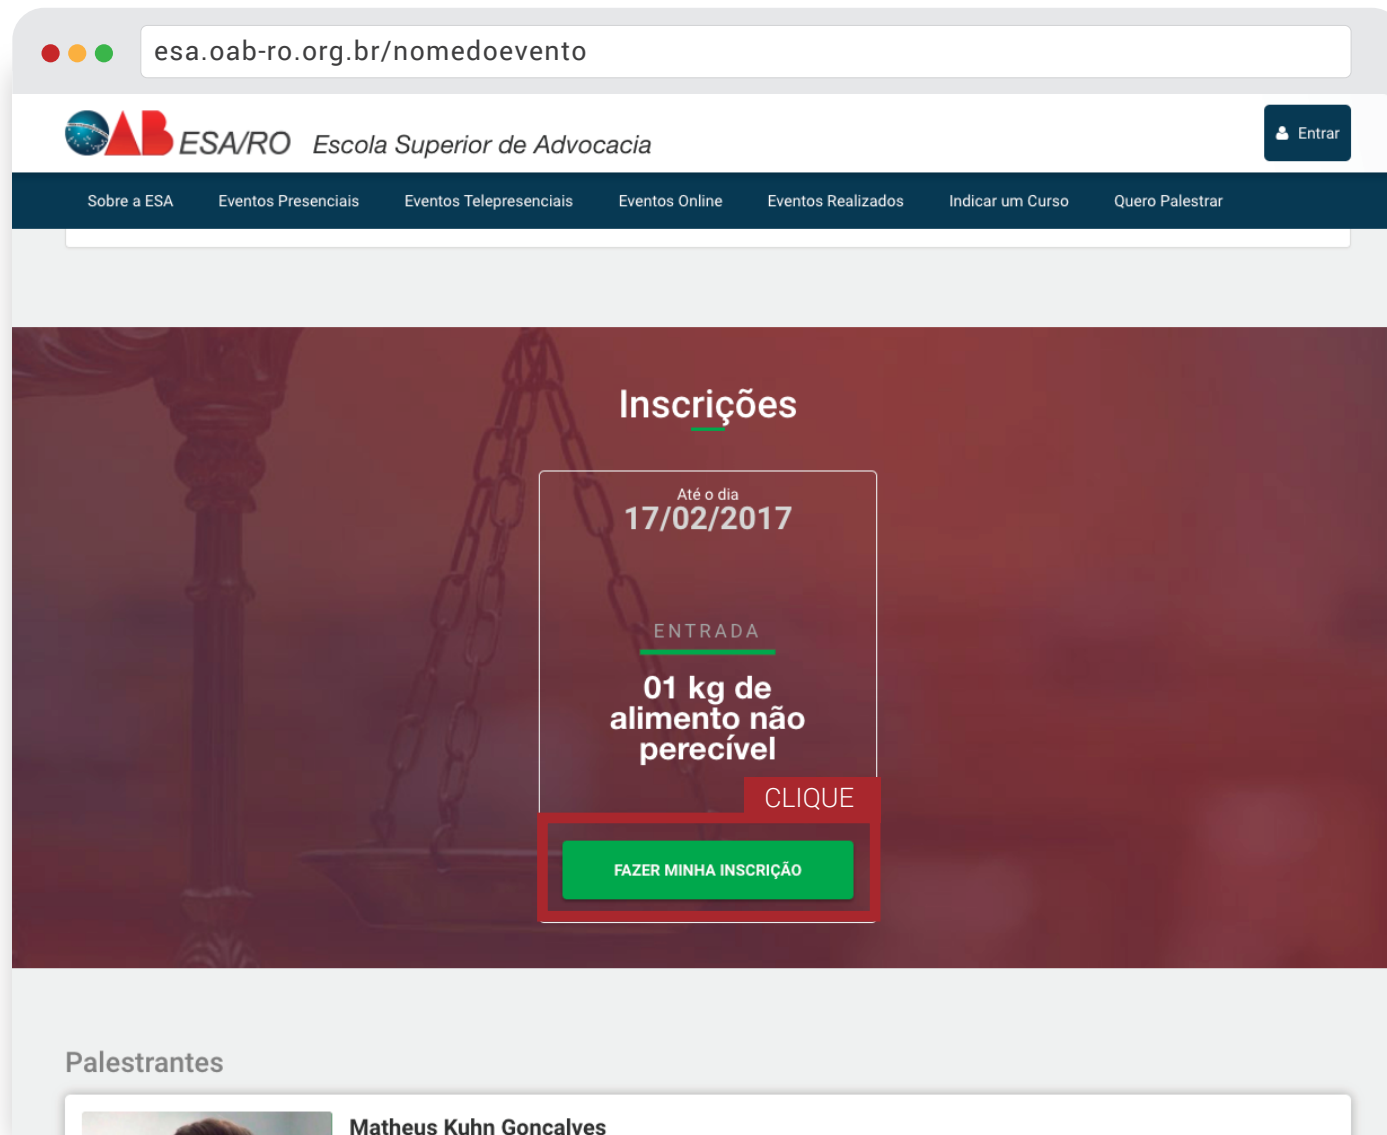 esa.oab-ro.org.br/nomedoevento
OAB ESA/RO Escola Superior de Advocacia
Entrar
Sobre a ESA Eventos Presenciais Eventos Telepresenciais Eventos Online Eventos Realizados Indicar um Curso Quero Palestrar
Inscrições
Até o dia
17/02/2017
ENTRADA
01 kg de
alimento não
perecível
CLIQUE
FAZER MINHA INSCRIÇÃO
Palestrantes
Matheus Kuhn Gonçalves